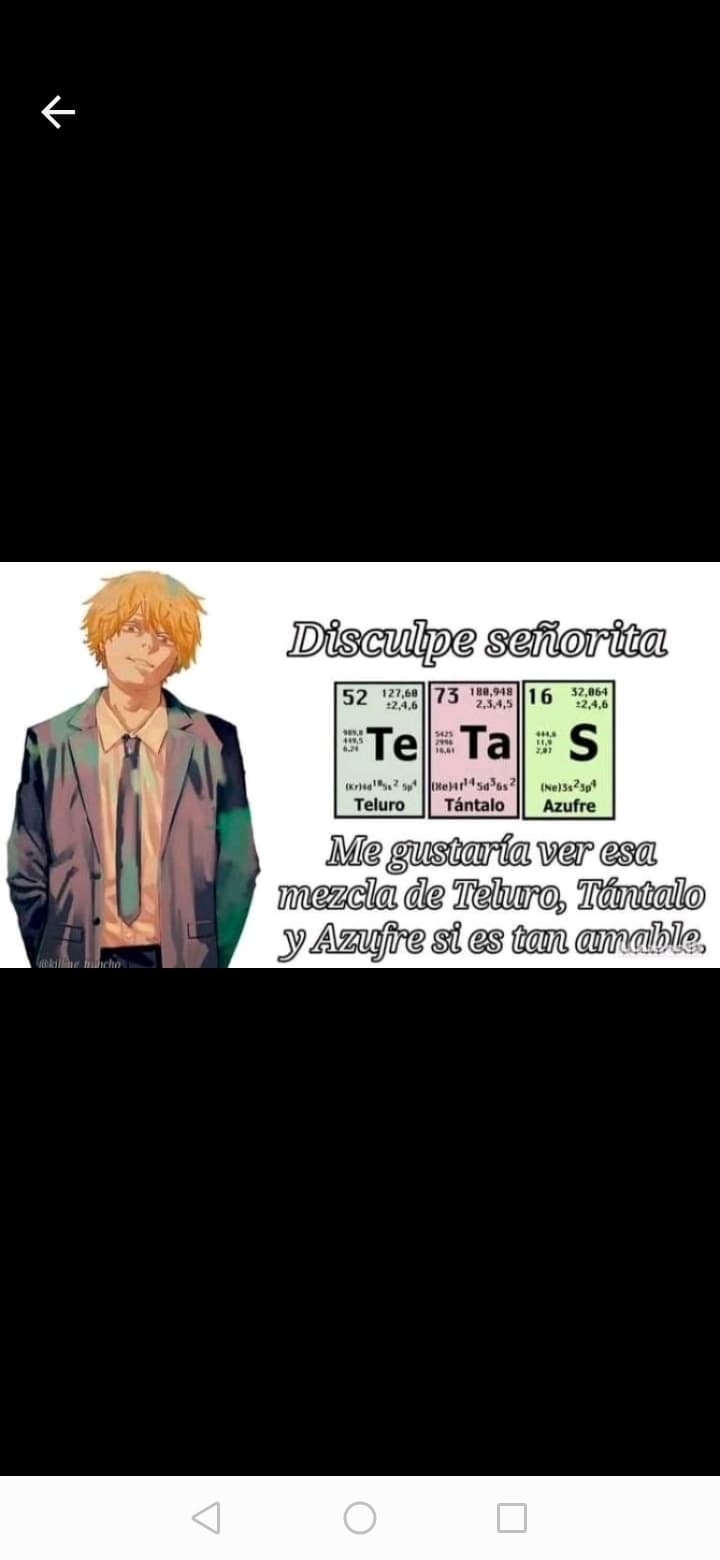 Disculpe señorita
52 127,60 73 180,948 16 32,064
±2,4,6 2,3,4,5 ±2,4,6
Te Ta S
Teluro Tántalo Azufre
Me gustaría ver esa
mezcla de Teluro, Tántalo
y Azufre si es tan amable.